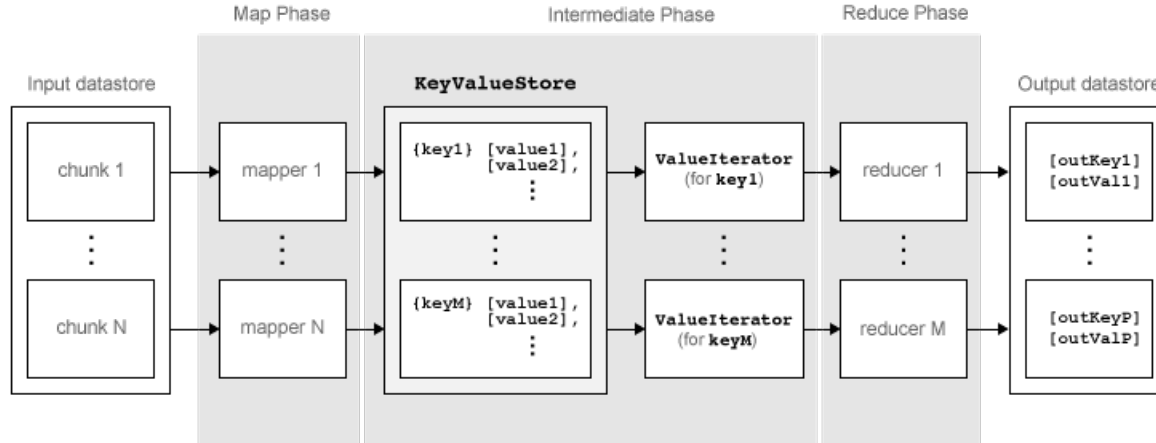 Map Phase
Intermediate Phase
Reduce Phase
Input datastore
KeyValueStore
Output datastore
chunk 1
mapper 1
{key1} [value1],
[value2],
ValueIterator
(for key1)
reducer 1
[outKey1]
[outVal1]
chunk N
mapper N
{keyM} [value1],
[value2],
ValueIterator
(for keyM)
reducer M
[outKeyP]
[outValP]